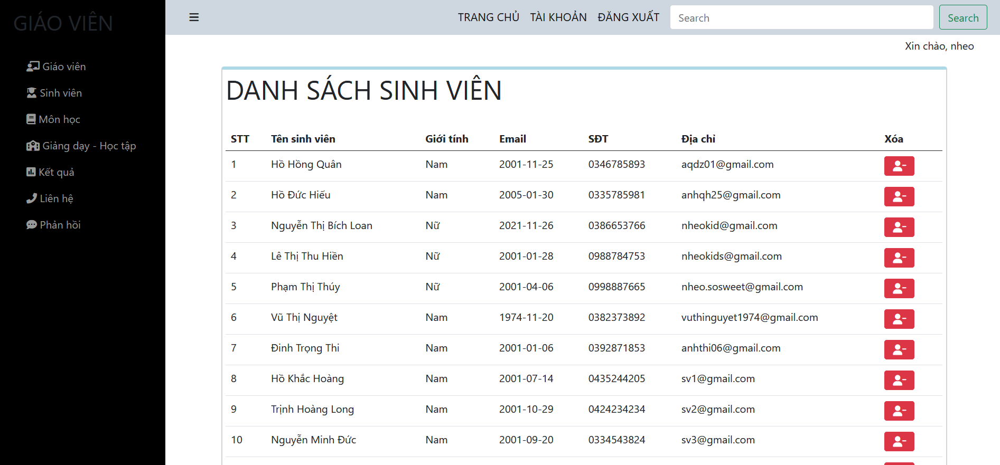 GIÁO VIÊN
Giáo viên
Sinh viên
Môn học
Giảng dạy - Học tập
Kết quả
Liên hệ
Phản hồi
TRANG CHỦ TÀI KHOẢN ĐĂNG XUẤT Search Search
Xin chào, nheo
DANH SÁCH SINH VIÊN
STT Tên sinh viên Giới tính Email SĐT Địa chỉ Xóa
1 Hồ Hồng Quân Nam 2001-11-25 0346785893 aqdz01@gmail.com
2 Hồ Đức Hiếu Nam 2005-01-30 0335785981 anhqh25@gmail.com
3 Nguyễn Thị Bích Loan Nữ 2021-11-26 0386653766 nheokid@gmail.com
4 Lê Thị Thu Hiền Nữ 2001-01-28 0988784753 nheokids@gmail.com
5 Phạm Thị Thúy Nữ 2001-04-06 0998887665 nheo.sosweet@gmail.com
6 Vũ Thị Nguyệt Nam 1974-11-20 0382373892 vuthinguyet1974@gmail.com
7 Đinh Trọng Thi Nam 2001-01-06 0392871853 anhthi06@gmail.com
8 Hồ Khắc Hoàng Nam 2001-07-14 0435244205 sv1@gmail.com
9 Trịnh Hoàng Long Nam 2001-10-29 0424234234 sv2@gmail.com
10 Nguyễn Minh Đức Nam 2001-09-20 0334543824 sv3@gmail.com